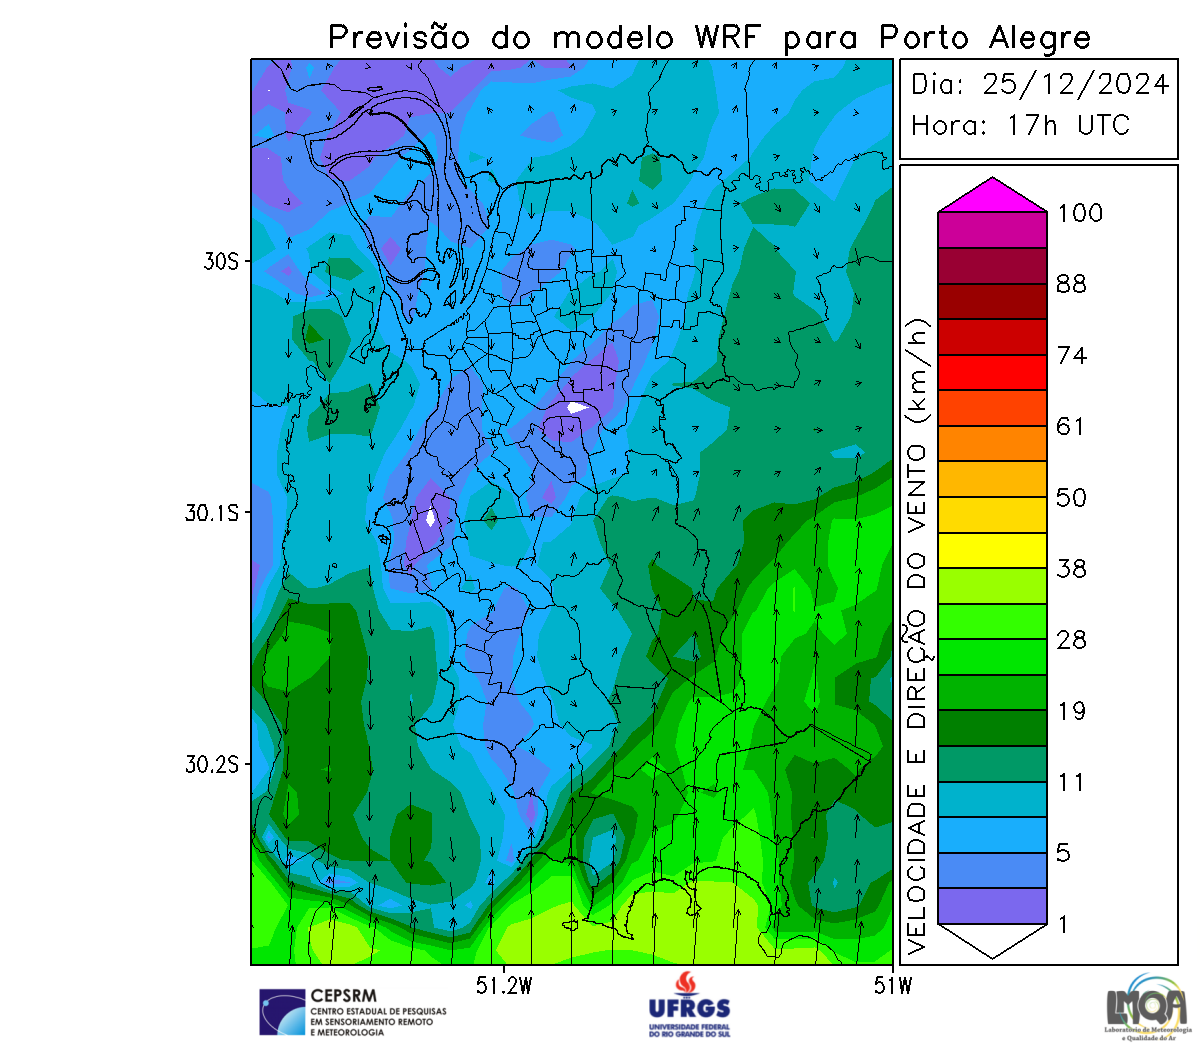 Previsão do modelo WRF para Porto Alegre
Dia: 25/12/2024
Hora: 17h UTC
30S
30.1S
30.2S
51.2W
51W
VELOCIDADE E DIREÇÃO DO VENTO (km/h)
100
88
74
61
50
38
28
19
11
5
1
CEPSRM
CENTRO ESTADUAL DE PESQUISAS
EM SENSORIAMENTO REMOTO
E METEOROLOGIA
UFRGS
UNIVERSIDADE FEDERAL
DO RIO GRANDE DO SUL
LMQA
Laboratório de Meteorologia
e Qualidade do Ar